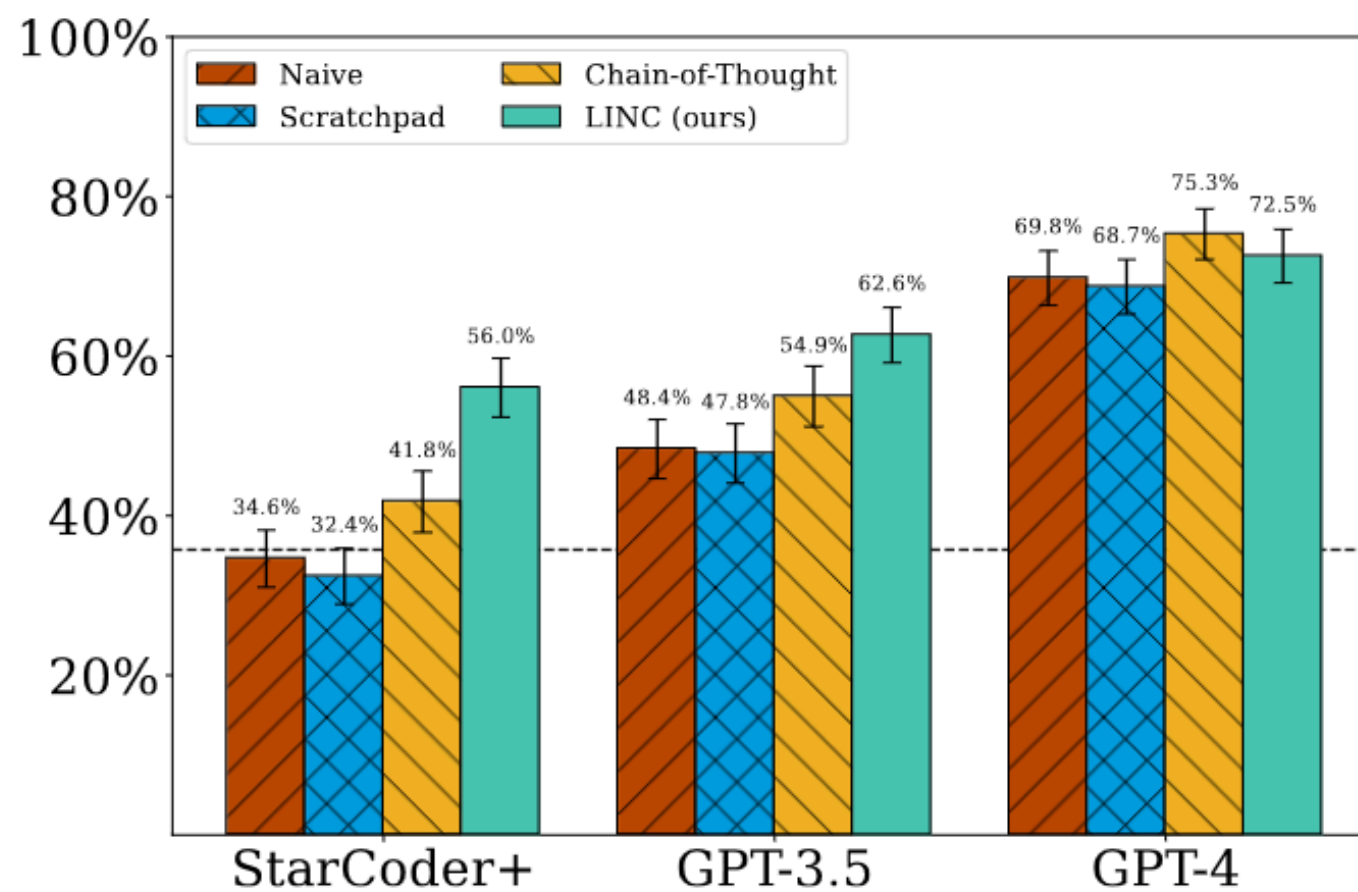 100%
Naive
Chain-of-Thought
Scratchpad
LINC (ours)
80%
60%
40%
20%
34.6%
32.4%
41.8%
56.0%
48.4%
47.8%
54.9%
62.6%
69.8%
68.7%
75.3%
72.5%
StarCoder+
GPT-3.5
GPT-4